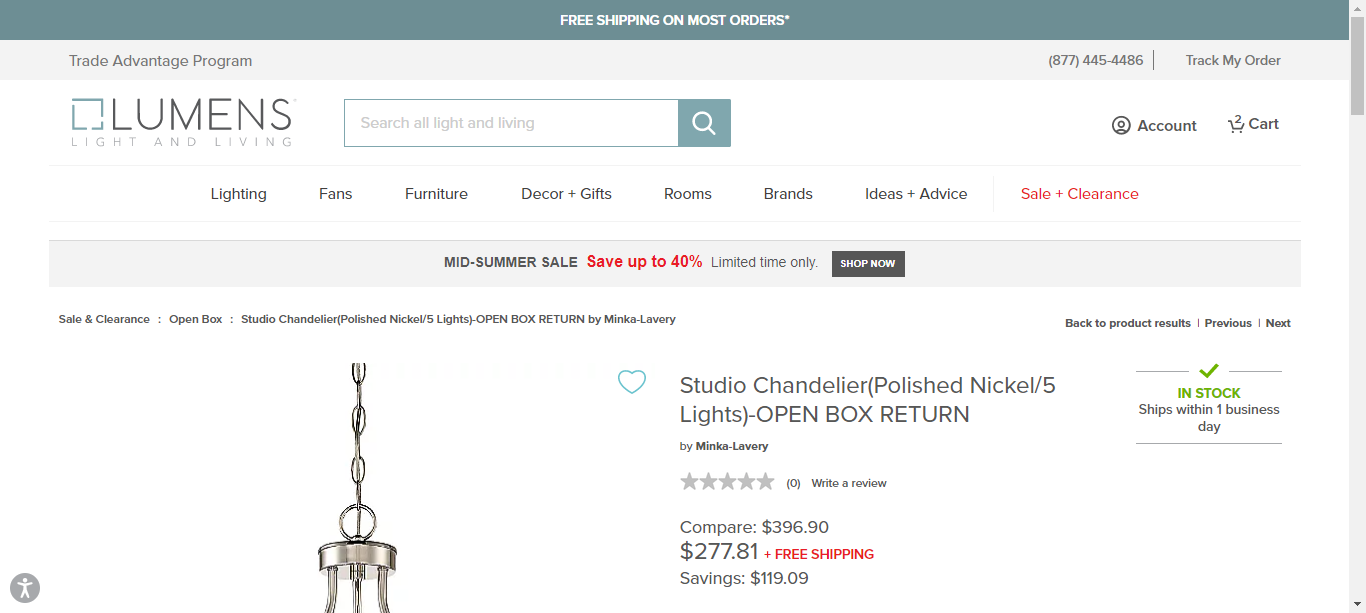 FREE SHIPPING ON MOST ORDERS*
Trade Advantage Program
(877) 445-4486
Track My Order
LUMENS
LIGHT AND LIVING
Search all light and living
Account
2
Cart
Lighting
Fans
Furniture
Decor + Gifts
Rooms
Brands
Ideas + Advice
Sale + Clearance
MID-SUMMER SALE Save up to 40% Limited time only. SHOP NOW
Sale & Clearance : Open Box : Studio Chandelier(Polished Nickel/5 Lights)-OPEN BOX RETURN by Minka-Lavery
Back to product results | Previous | Next
Studio Chandelier(Polished Nickel/5
Lights)-OPEN BOX RETURN
by Minka-Lavery
(0) Write a review
Compare: $396.90
$277.81 + FREE SHIPPING
Savings: $119.09
IN STOCK
Ships within 1 business
day